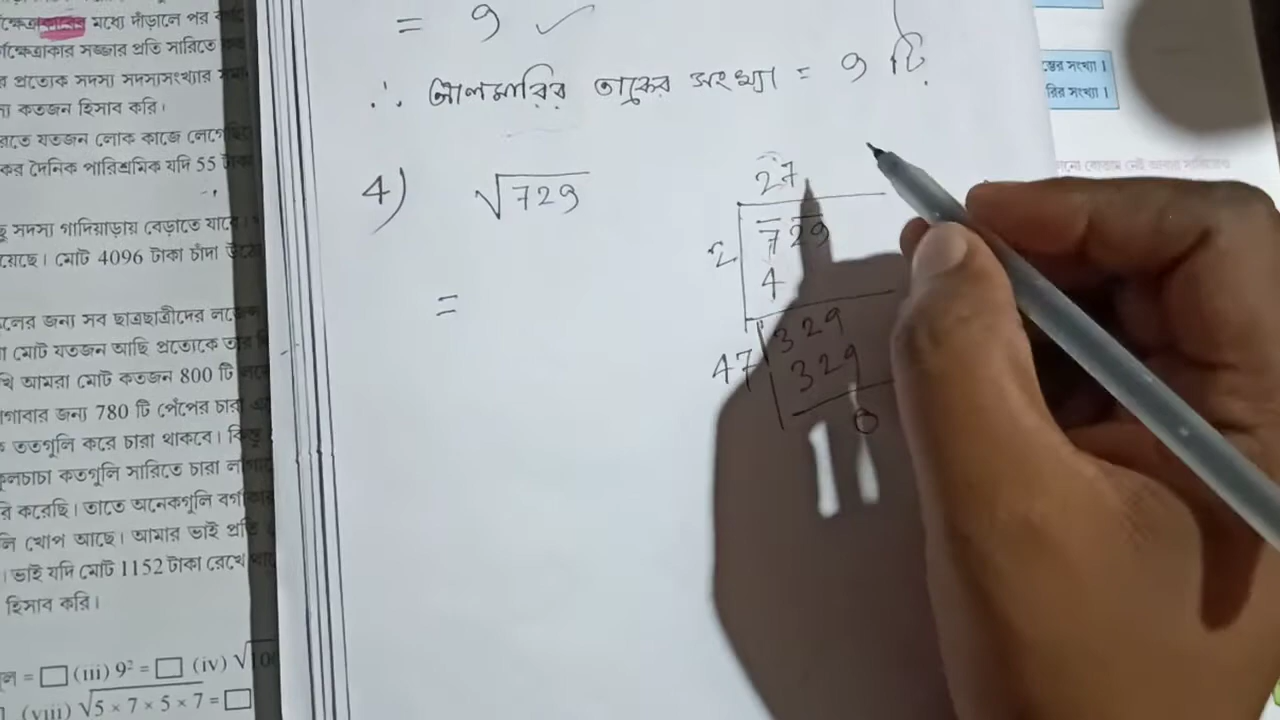 = 9 ✓
∴ আলমারির তাকের সংখ্যা = 9 টি.
4) √729
=
27
2 729
4
47 329
329
0
মধ্যে দাঁড়ালে পর
সজ্জার প্রতি সারিতে
প্রত্যেক সদস্য সদস্যসংখ্যার
কতজন হিসাব করি।
যতজন লোক কাজে
দৈনিক পারিশ্রমিক যদি 55
সদস্য গাদিয়াড়ায় বেড়াতে যাবে
মোট 4096 টাকা চাঁদা
জন্য সব ছাত্রছাত্রীদের
মোট যতজন আছি প্রত্যেকে
আমরা মোট কতজন 800 টি
লাগাবার জন্য 780 টি পেঁপের চারা
ততগুলি করে চারা থাকবে।
কতগুলি সারিতে চারা
করেছি। তাতে অনেকগুলি
খোপ আছে। আমার ভাই প্রতি
। ভাই যদি মোট 1152 টাকা রেখে
হিসাব করি।
= □ (iii) 9² = □ (iv)
(viii) √5 × 7 × 5 × 7 = □
সংখ্যা।
সংখ্যা।